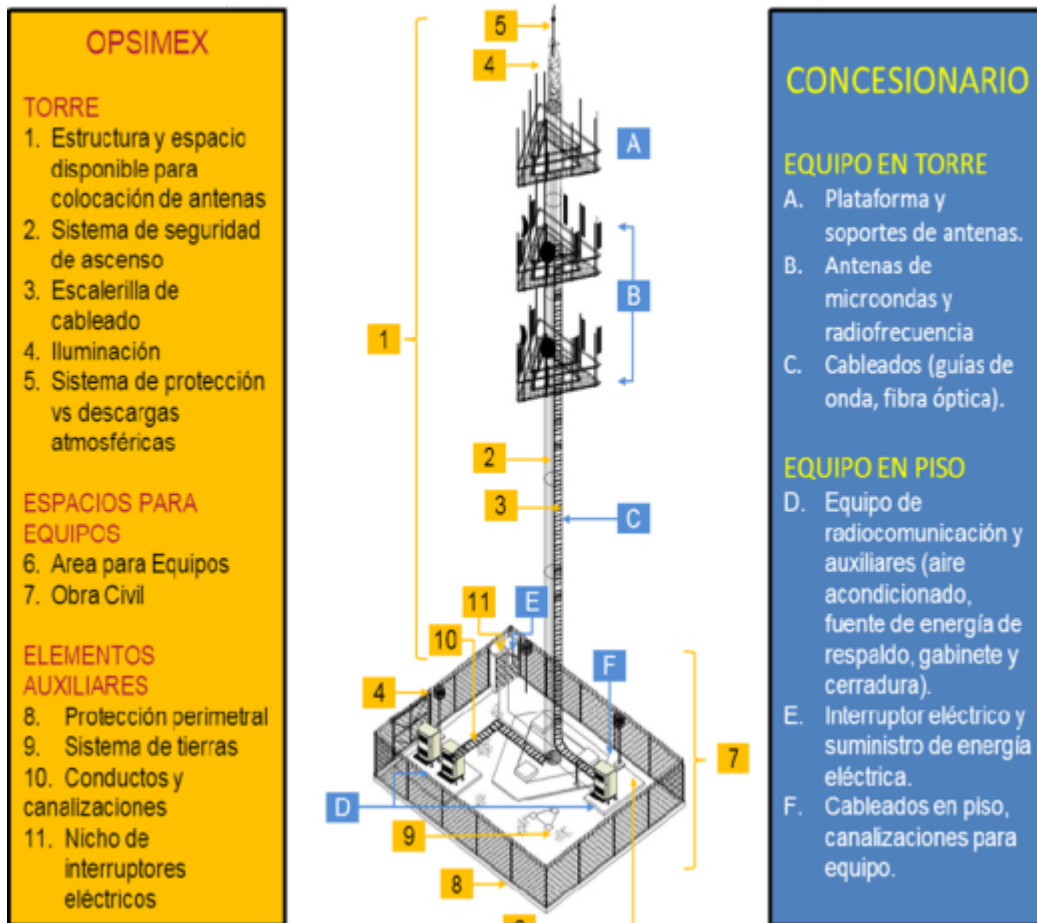 OPSIMEX
TORRE
1. Estructura y espacio
disponible para
colocación de antenas
2. Sistema de seguridad
de ascenso
3. Escalerilla de
cableado
4. Iluminación
5. Sistema de protección
vs descargas
atmosféricas
ESPACIOS PARA
EQUIPOS
6. Area para Equipos
7. Obra Civil
ELEMENTOS
AUXILIARES
8. Protección perimetral
9. Sistema de tierras
10. Conductos y
canalizaciones
11. Nicho de
interruptores
eléctricos
5
4
A
B
1
2
3
C
11
E
10
F
4
7
D
9
8
CONCESIONARIO
EQUIPO EN TORRE
A. Plataforma y
soportes de antenas.
B. Antenas de
microondas y
radiofrecuencia
C. Cableados (guías de
onda, fibra óptica).
EQUIPO EN PISO
D. Equipo de
radiocomunicación y
auxiliares (aire
acondicionado,
fuente de energía de
respaldo, gabinete y
cerradura).
E. Interruptor eléctrico y
suministro de energía
eléctrica.
F. Cableados en piso,
canalizaciones para
equipo.